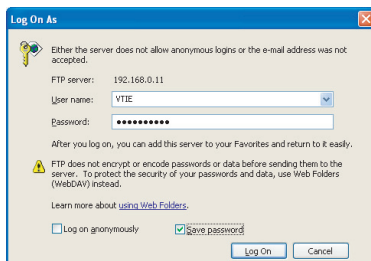 Log On As
Either the server does not allow anonymous logins or the e-mail address was not
accepted.
FTP server: 192.168.0.11
User name: VTIE
Password: ••••••••••
After you log on, you can add this server to your Favorites and return to it easily.
FTP does not encrypt or encode passwords or data before sending them to the
server. To protect the security of your passwords and data, use Web Folders
(WebDAV) instead.
Learn more about using Web Folders.
Log on anonymously Save password
Log On Cancel